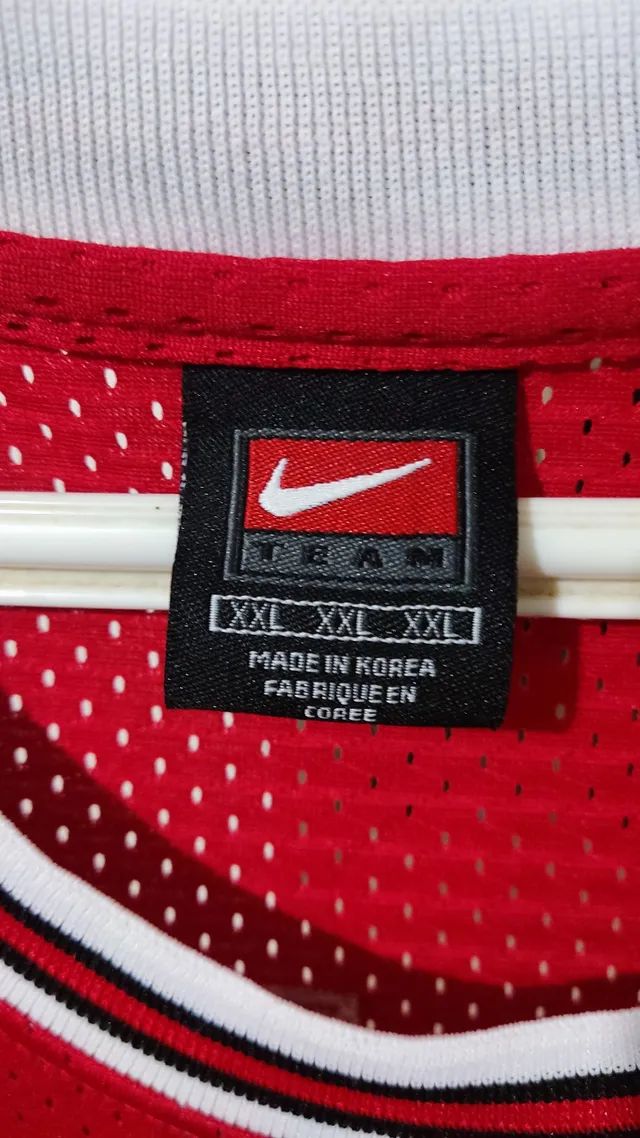 TEAM
XXL XXL XXL
MADE IN KOREA
FABRIQUE EN
COREE